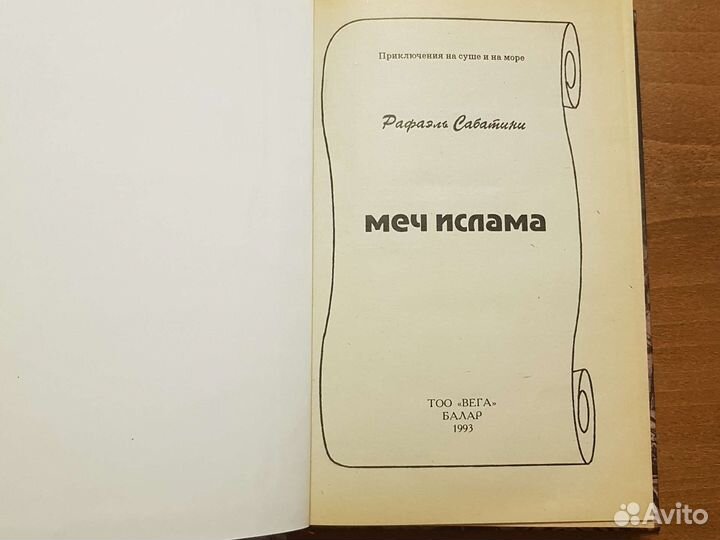 Приключения на суше и на море
Рафаэль Сабатини
меч ислама
ТОО «ВЕГА»
БАЛАР
1993
Avito